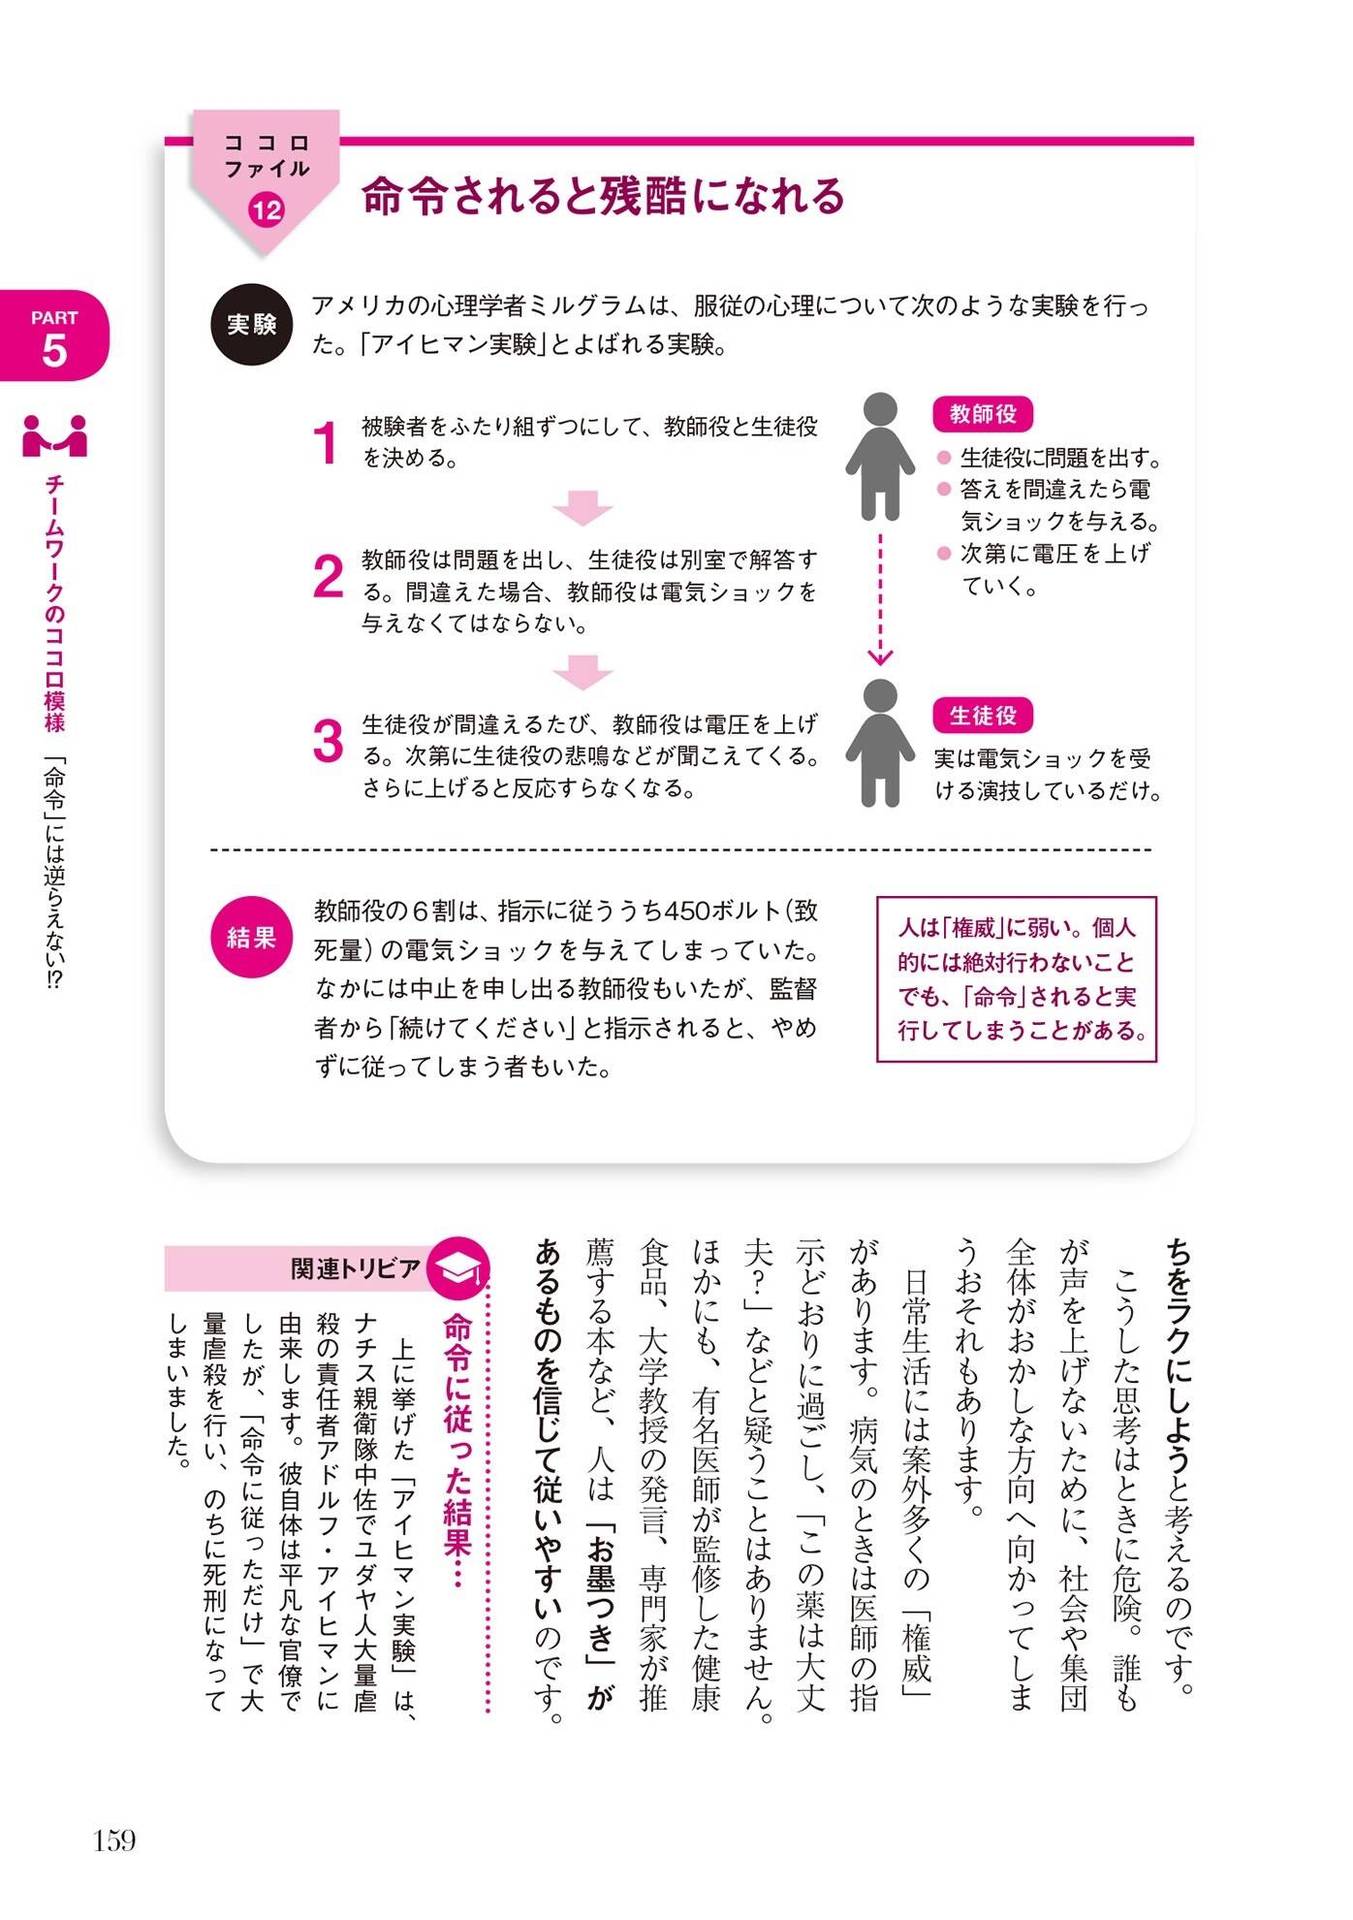 ココロ
ファイル
12
命令されると残酷になれる
実験
アメリカの心理学者ミルグラムは、服従の心理について次のような実験を行っ
た。「アイヒマン実験」とよばれる実験。
1
被験者をふたり組ずつにして、教師役と生徒役
を決める。
2
教師役は問題を出し、生徒役は別室で解答す
る。間違えた場合、教師役は電気ショックを
与えなくてはならない。
3
生徒役が間違えるたび、教師役は電圧を上げ
る。次第に生徒役の悲鳴などが聞こえてくる。
さらに上げると反応すらなくなる。
教師役
● 生徒役に問題を出す。
● 答えを間違えたら電
気ショックを与える。
● 次第に電圧を上げ
ていく。
生徒役
実は電気ショックを受
ける演技しているだけ。
結果
教師役の6割は、指示に従ううち450ボルト(致
死量)の電気ショックを与えてしまっていた。
なかには中止を申し出る教師役もいたが、監督
者から「続けてください」と指示されると、やめ
ずに従ってしまう者もいた。
人は「権威」に弱い。個人
的には絶対行わないこと
でも、「命令」されると実
行してしまうことがある。
PART
5
チームワークのココロ模様 「命令」には逆らえない!?
ちをラクにしようと考えるのです。
こうした思考はときに危険。誰も
が声を上げないために、社会や集団
全体がおかしな方向へ向かってしま
うおそれもあります。
日常生活には案外多くの「権威」
があります。病気のときは医師の指
示どおりに過ごし、「この薬は大丈
夫?」などと疑うことはありません。
ほかにも、有名医師が監修した健康
食品、大学教授の発言、専門家が推
薦する本など、人は「お墨つき」が
あるものを信じて従いやすいのです。
関連トリビア
命令に従った結果…
上に挙げた「アイヒマン実験」は、
ナチス親衛隊中佐でユダヤ人大量虐
殺の責任者アドルフ・アイヒマンに
由来します。彼自体は平凡な官僚で
したが、「命令に従っただけ」で大
量虐殺を行い、のちに死刑になって
しまいました。
159